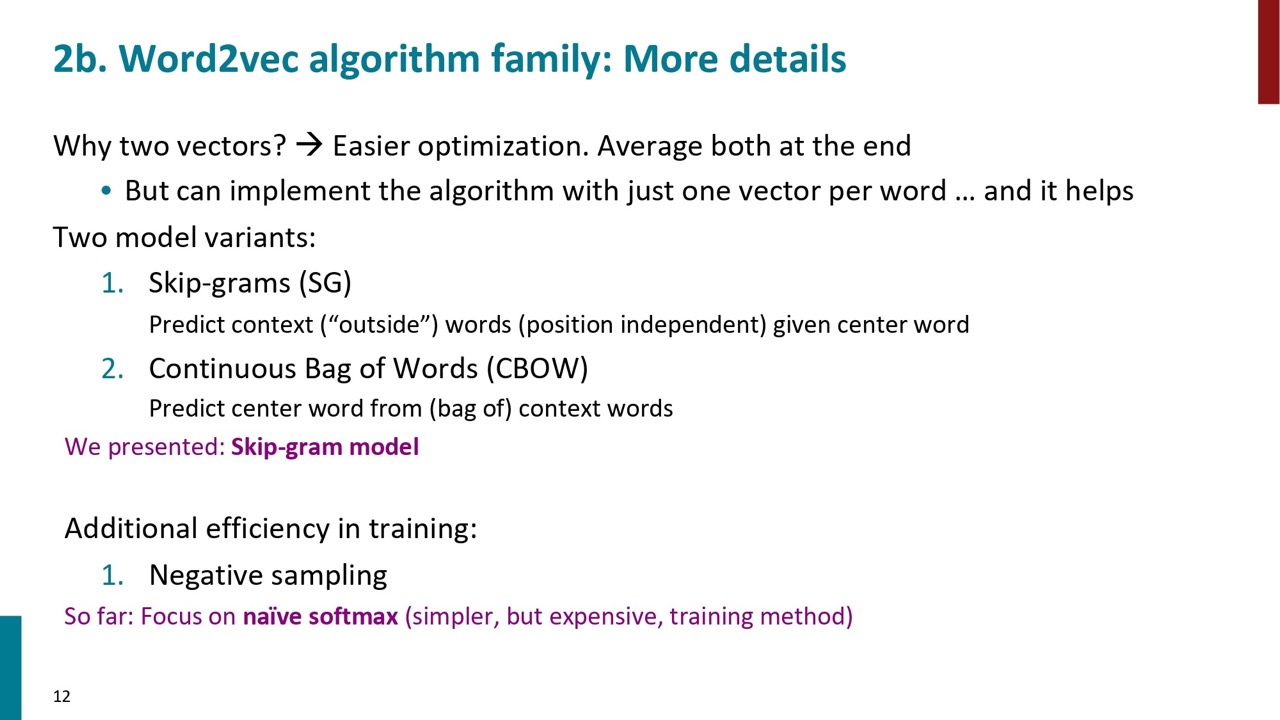 2b. Word2vec algorithm family: More details
Why two vectors? → Easier optimization. Average both at the end
• But can implement the algorithm with just one vector per word … and it helps
Two model variants:
1. Skip-grams (SG)
Predict context (“outside”) words (position independent) given center word
2. Continuous Bag of Words (CBOW)
Predict center word from (bag of) context words
We presented: Skip-gram model
Additional efficiency in training:
1. Negative sampling
So far: Focus on naïve softmax (simpler, but expensive, training method)
12